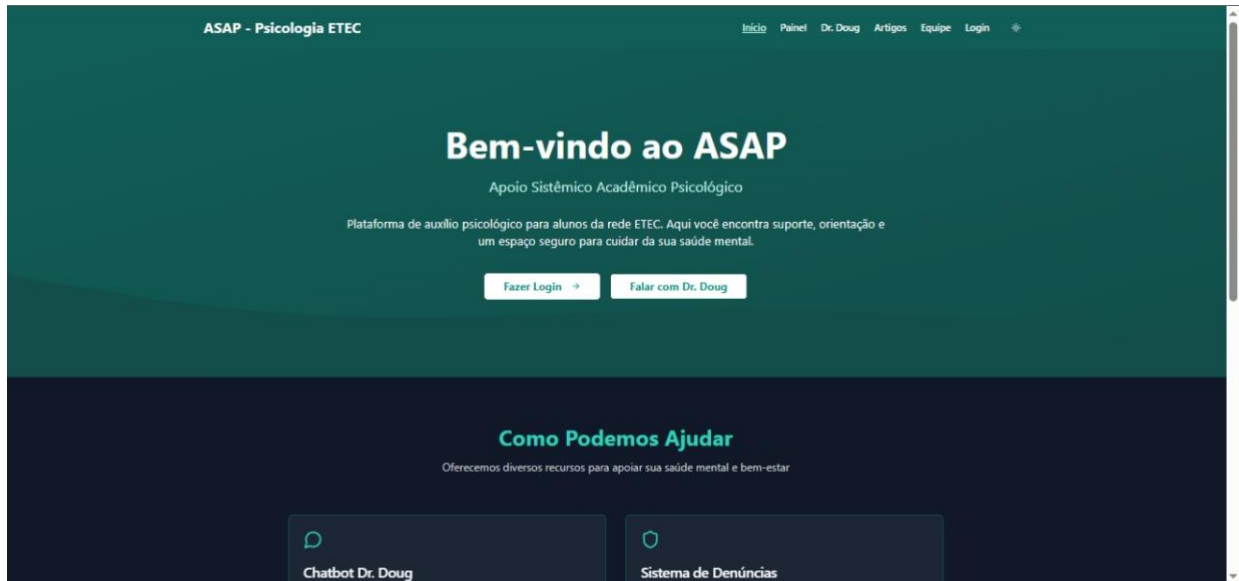 ASAP - Psicologia ETEC
Início Painel Dr. Doug Artigos Equipe Login
Bem-vindo ao ASAP
Apoio Sistêmico Acadêmico Psicológico
Plataforma de auxílio psicológico para alunos da rede ETEC. Aqui você encontra suporte, orientação e
um espaço seguro para cuidar da sua saúde mental.
Fazer Login → Falar com Dr. Doug
Como Podemos Ajudar
Oferecemos diversos recursos para apoiar sua saúde mental e bem-estar
Chatbot Dr. Doug
Sistema de Denúncias